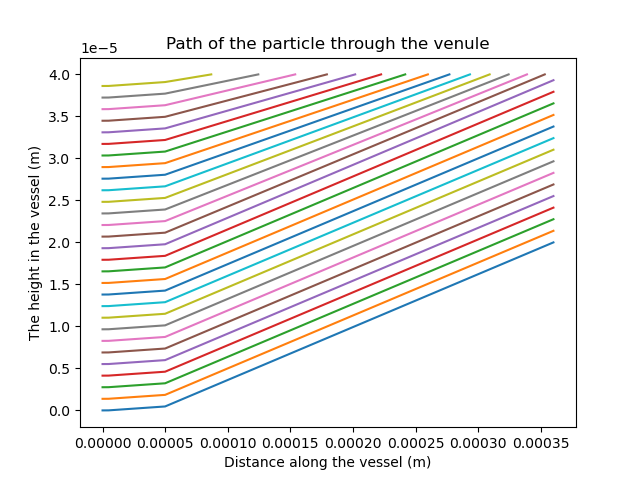 Path of the particle through the venule
1e−5
4.0
3.5
3.0
2.5
2.0
1.5
1.0
0.5
0.0
The height in the vessel (m)
0.00000 0.00005 0.00010 0.00015 0.00020 0.00025 0.00030 0.00035
Distance along the vessel (m)